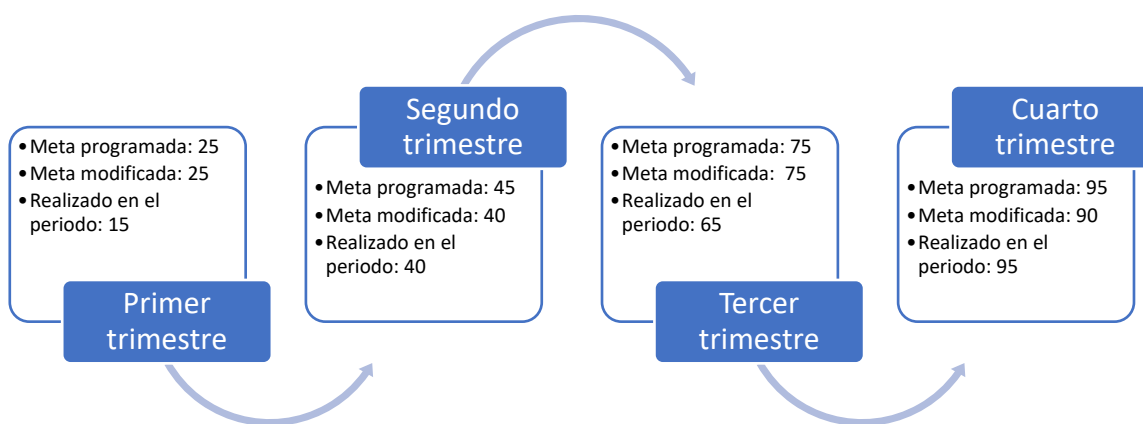 • Meta programada: 25
• Meta modificada: 25
• Realizado en el
periodo: 15
Primer
trimestre
Segundo
trimestre
• Meta programada: 45
• Meta modificada: 40
• Realizado en el
periodo: 40
• Meta programada: 75
• Meta modificada: 75
• Realizado en el
periodo: 65
Tercer
trimestre
Cuarto
trimestre
• Meta programada: 95
• Meta modificada: 90
• Realizado en el
periodo: 95